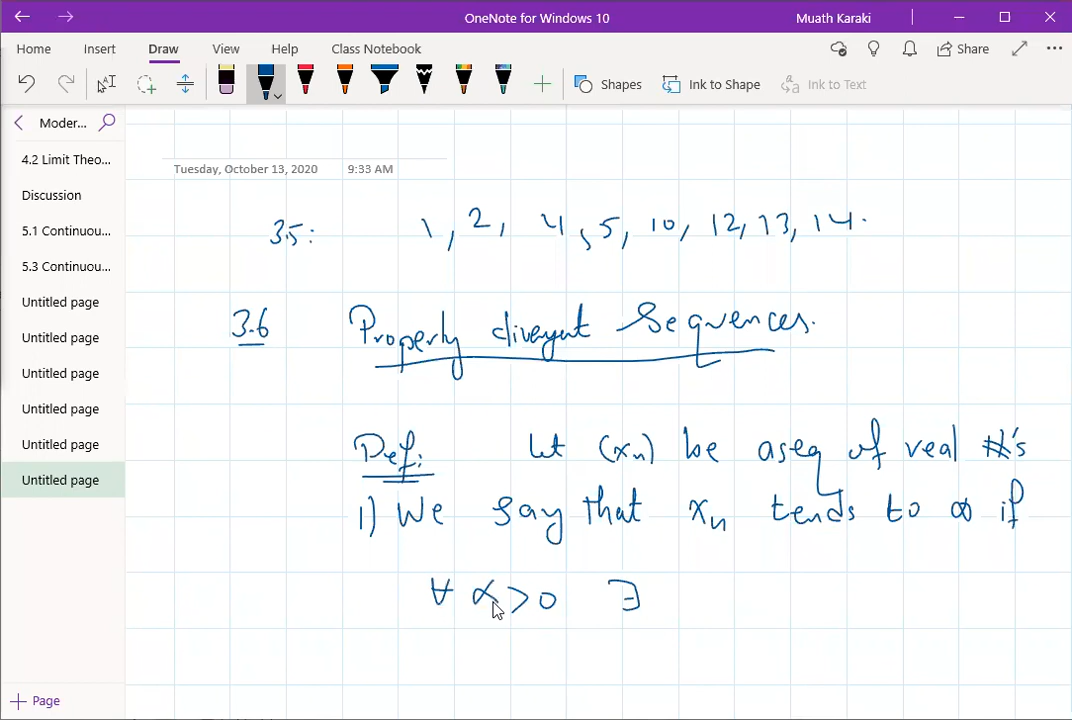 OneNote for Windows 10
Muath Karaki
Home Insert Draw View Help Class Notebook
Share
Shapes Ink to Shape Ink to Text
Moder...
4.2 Limit Theo...
Discussion
5.1 Continuou...
5.3 Continuou...
Untitled page
Untitled page
Untitled page
Untitled page
Untitled page
Untitled page
Page
Tuesday, October 13, 2020 9:33 AM
3.5: 1, 2, 4, 5, 10, 12, 13, 14.
3.6 Properly divergent Sequences.
Def: let (xₙ) be a seq of real #'s
1) We say that xₙ tends to ∞ if
∀ α > 0 ∃